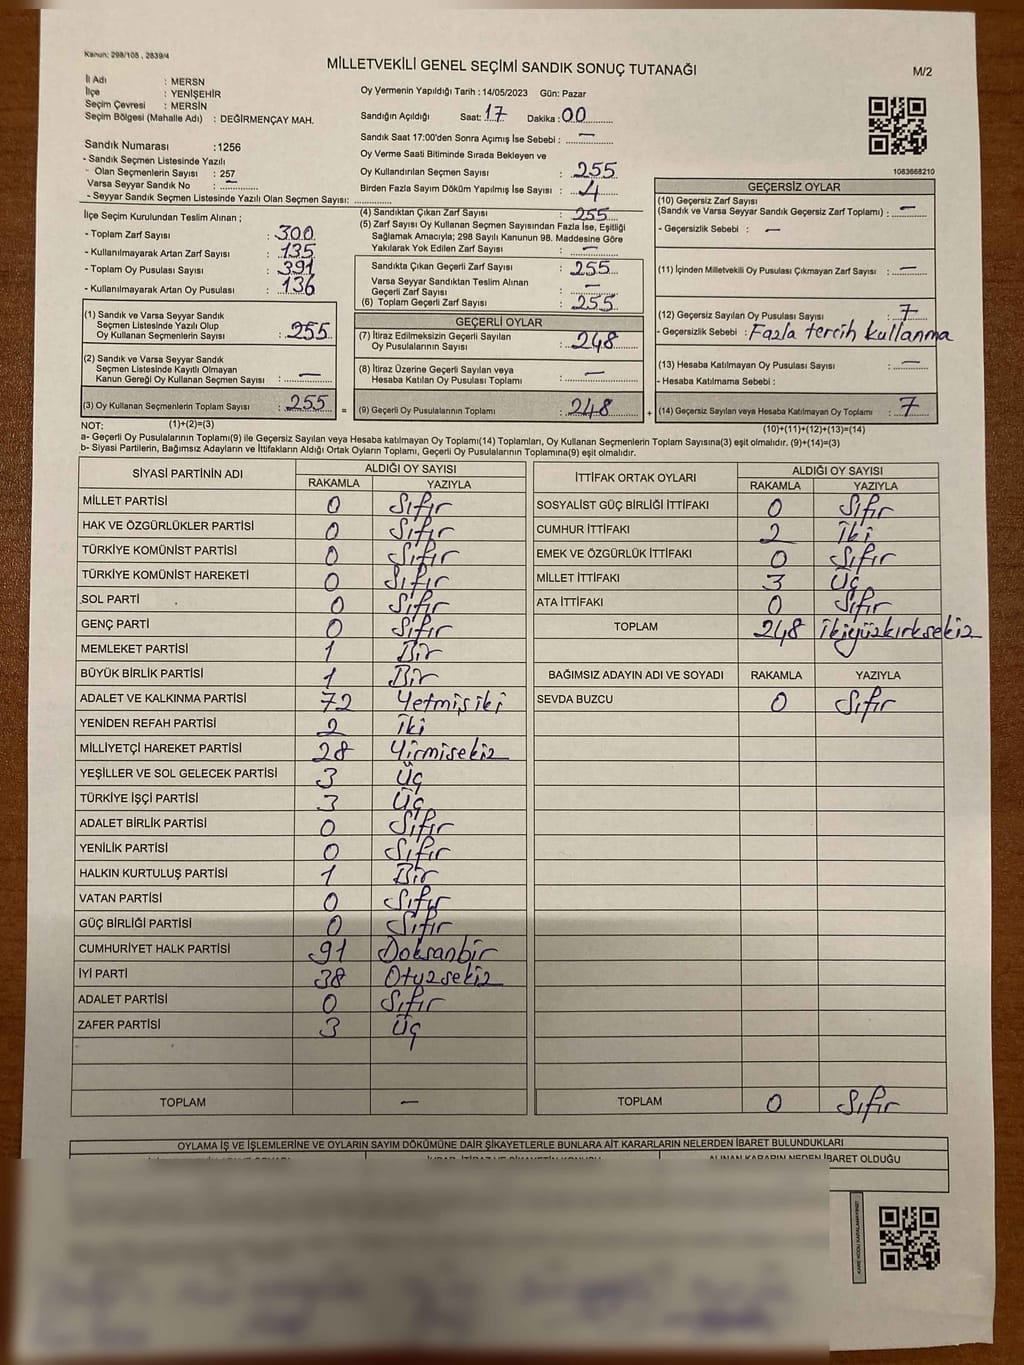 Kanun: 298/105 , 2839/4
MİLLETVEKİLİ GENEL SEÇİMİ SANDIK SONUÇ TUTANAĞI
M/2
İl Adı : MERSN
İlçe : YENİŞEHİR
Seçim Çevresi : MERSİN
Seçim Bölgesi (Mahalle Adı) : DEĞİRMENÇAY MAH.
Oy Vermenin Yapıldığı Tarih : 14/05/2023 Gün: Pazar
Sandığın Açıldığı Saat: 17 Dakika : 00
Sandık Saat 17:00'den Sonra Açımış İse Sebebi : —
Oy Verme Saati Bitiminde Sırada Bekleyen ve
Oy Kullandırılan Seçmen Sayısı : 255
Birden Fazla Sayım Döküm Yapılmış İse Sayısı :
1083668210
Sandık Numarası :1256
- Sandık Seçmen Listesinde Yazılı
Olan Seçmenlerin Sayısı : 257
Varsa Seyyar Sandık No : —
- Seyyar Sandık Seçmen Listesinde Yazılı Olan Seçmen Sayısı:
İlçe Seçim Kurulundan Teslim Alınan ;
- Toplam Zarf Sayısı : 300
- Kullanılmayarak Artan Zarf Sayısı : 135
- Toplam Oy Pusulası Sayısı : 391
- Kullanılmayarak Artan Oy Pusulası : 136
(1) Sandık ve Varsa Seyyar Sandık
Seçmen Listesinde Yazılı Olup
Oy Kullanan Seçmenlerin Sayısı : 255
(2) Sandık ve Varsa Seyyar Sandık
Seçmen Listesinde Kayıtlı Olmayan
Kanun Gereği Oy Kullanan Seçmen Sayısı : —
(3) Oy Kullanan Seçmenlerin Toplam Sayısı : 255
(1)+(2)=(3)
(4) Sandıktan Çıkan Zarf Sayısı : 255
(5) Zarf Sayısı Oy Kullanan Seçmen Sayısından Fazla İse, Eşitliği
Sağlamak Amacıyla; 298 Sayılı Kanunun 98. Maddesine Göre
Yakılarak Yok Edilen Zarf Sayısı : —
Sandıkta Çıkan Geçerli Zarf Sayısı : 255
Varsa Seyyar Sandıktan Teslim Alınan
Geçerli Zarf Sayısı : —
(6) Toplam Geçerli Zarf Sayısı : 255
GEÇERLİ OYLAR
(7) İtiraz Edilmeksizin Geçerli Sayılan
Oy Pusulalarının Sayısı : 248
(8) İtiraz Üzerine Geçerli Sayılan veya
Hesaba Katılan Oy Pusulası Toplamı : —
= (9) Geçerli Oy Pusulalarının Toplamı : 248
GEÇERSİZ OYLAR
(10) Geçersiz Zarf Sayısı
(Sandık ve Varsa Seyyar Sandık Geçersiz Zarf Toplamı) : —
- Geçersizlik Sebebi : —
(11) İçinden Milletvekili Oy Pusulası Çıkmayan Zarf Sayısı : —
(12) Geçersiz Sayılan Oy Pusulası Sayısı : 7
- Geçersizlik Sebebi : Fazla tercih kullanma
(13) Hesaba Katılmayan Oy Pusulası Sayısı : —
- Hesaba Katılmama Sebebi :
+ (14) Geçersiz Sayılan veya Hesaba Katılmayan Oy Toplamı : 7
(10)+(11)+(12)+(13)=(14)
NOT:
a- Geçerli Oy Pusulalarının Toplamı(9) ile Geçersiz Sayılan veya Hesaba katılmayan Oy Toplamı(14) Toplamları, Oy Kullanan Seçmenlerin Toplam Sayısına(3) eşit olmalıdır. (9)+(14)=(3)
b- Siyasi Partilerin, Bağımsız Adayların ve İttifakların Aldığı Ortak Oyların Toplamı, Geçerli Oy Pusulalarının Toplamına(9) eşit olmalıdır.
SİYASİ PARTİNİN ADI ALDIĞI OY SAYISI
RAKAMLA YAZIYLA
MİLLET PARTİSİ 0 Sıfır
HAK VE ÖZGÜRLÜKLER PARTİSİ 0 Sıfır
TÜRKİYE KOMÜNİST PARTİSİ 0 Sıfır
TÜRKİYE KOMÜNİST HAREKETİ 0 Sıfır
SOL PARTİ 0 Sıfır
GENÇ PARTİ 0 Sıfır
MEMLEKET PARTİSİ 1 Bir
BÜYÜK BİRLİK PARTİSİ 1 Bir
ADALET VE KALKINMA PARTİSİ 72 Yetmiş iki
YENİDEN REFAH PARTİSİ 2 İki
MİLLİYETÇİ HAREKET PARTİSİ 28 Yirmisekiz
YEŞİLLER VE SOL GELECEK PARTİSİ 3 Üç
TÜRKİYE İŞÇİ PARTİSİ 3 Üç
ADALET BİRLİK PARTİSİ 0 Sıfır
YENİLİK PARTİSİ 0 Sıfır
HALKIN KURTULUŞ PARTİSİ 1 Bir
VATAN PARTİSİ 0 Sıfır
GÜÇ BİRLİĞİ PARTİSİ 0 Sıfır
CUMHURİYET HALK PARTİSİ 91 Doksanbir
İYİ PARTİ 38 Otuzsekiz
ADALET PARTİSİ 0 Sıfır
ZAFER PARTİSİ 3 Üç
TOPLAM —
İTTİFAK ORTAK OYLARI ALDIĞI OY SAYISI
RAKAMLA YAZIYLA
SOSYALİST GÜÇ BİRLİĞİ İTTİFAKI 0 Sıfır
CUMHUR İTTİFAKI 2 İki
EMEK VE ÖZGÜRLÜK İTTİFAKI 0 Sıfır
MİLLET İTTİFAKI 3 Üç
ATA İTTİFAKI 0 Sıfır
TOPLAM 248 İkiyüzkırksekiz
BAĞIMSIZ ADAYIN ADI VE SOYADI RAKAMLA YAZIYLA
SEVDA BUZCU 0 Sıfır
TOPLAM 0 Sıfır
OYLAMA İŞ VE İŞLEMLERİNE VE OYLARIN SAYIM DÖKÜMÜNE DAİR ŞİKAYETLERLE BUNLARA AİT KARARLARIN NELERDEN İBARET BULUNDUKLARI
ALINAN KARARIN NEDEN İBARET OLDUĞU
KARE KODU KARALAMAYINIZ!